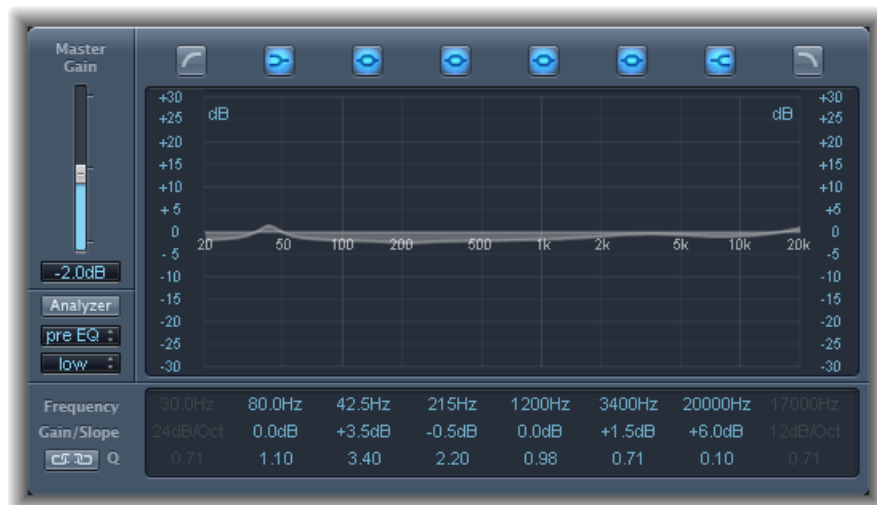 Master
Gain
+30 +30
+25 dB dB +25
+20 +20
+15 +15
+10 +10
+ 5 +5
0 0
20 50 100 200 500 1k 2k 5k 10k 20k
- 5 -5
-2.0dB -10 -10
Analyzer -15 -15
-20 -20
pre EQ -25 -25
low -30 -30
Frequency 30.0Hz 80.0Hz 42.5Hz 215Hz 1200Hz 3400Hz 20000Hz 17000Hz
Gain/Slope 24dB/Oct 0.0dB +3.5dB -0.5dB 0.0dB +1.5dB +6.0dB 12dB/Oct
Q 0.71 1.10 3.40 2.20 0.98 0.71 0.10 0.71